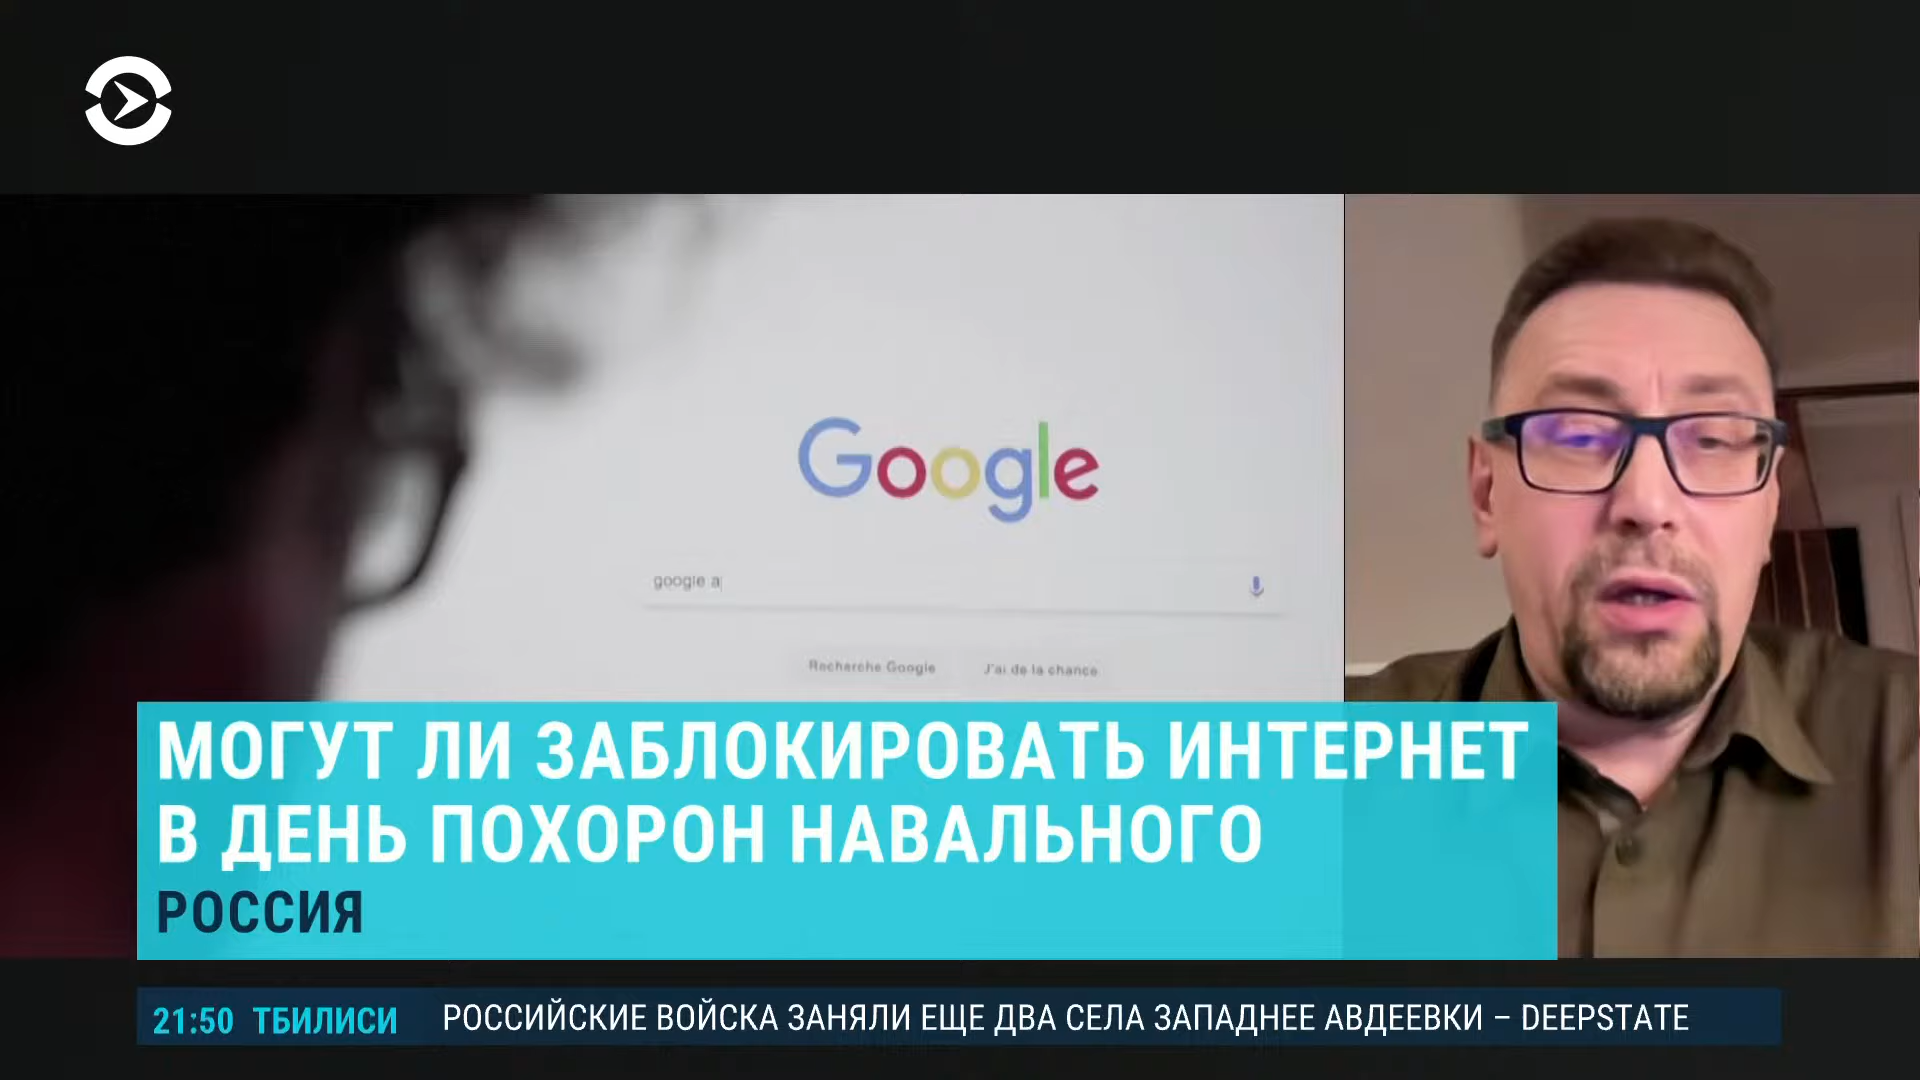 Google
google a
Recherche Google
J'ai de la chance
МОГУТ ЛИ ЗАБЛОКИРОВАТЬ ИНТЕРНЕТ
В ДЕНЬ ПОХОРОН НАВАЛЬНОГО
РОССИЯ
21:50 ТБИЛИСИ РОССИЙСКИЕ ВОЙСКА ЗАНЯЛИ ЕЩЕ ДВА СЕЛА ЗАПАДНЕЕ АВДЕЕВКИ – DEEPSTATE